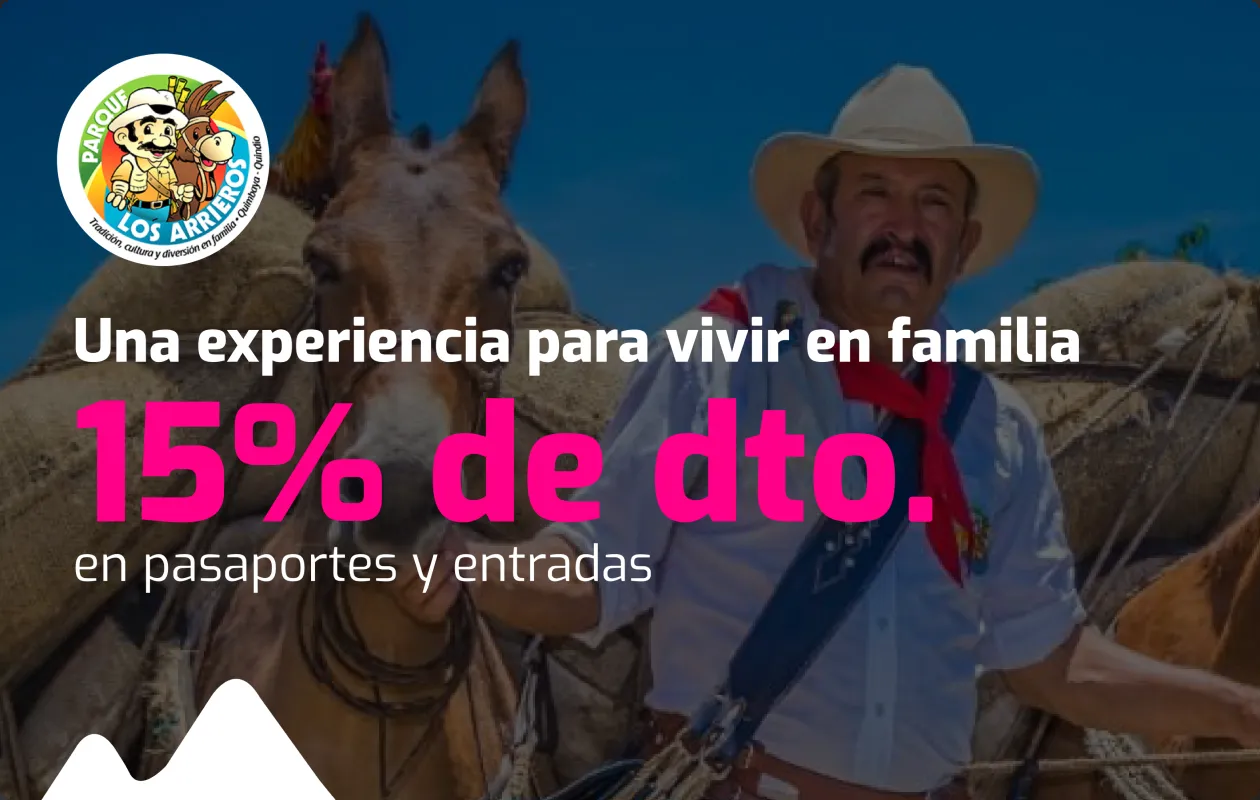 PARQUE
LOS ARRIEROS
Tradición, cultura y diversión en familia • Quimbaya - Quindío
Una experiencia para vivir en familia
15% de dto.
en pasaportes y entradas